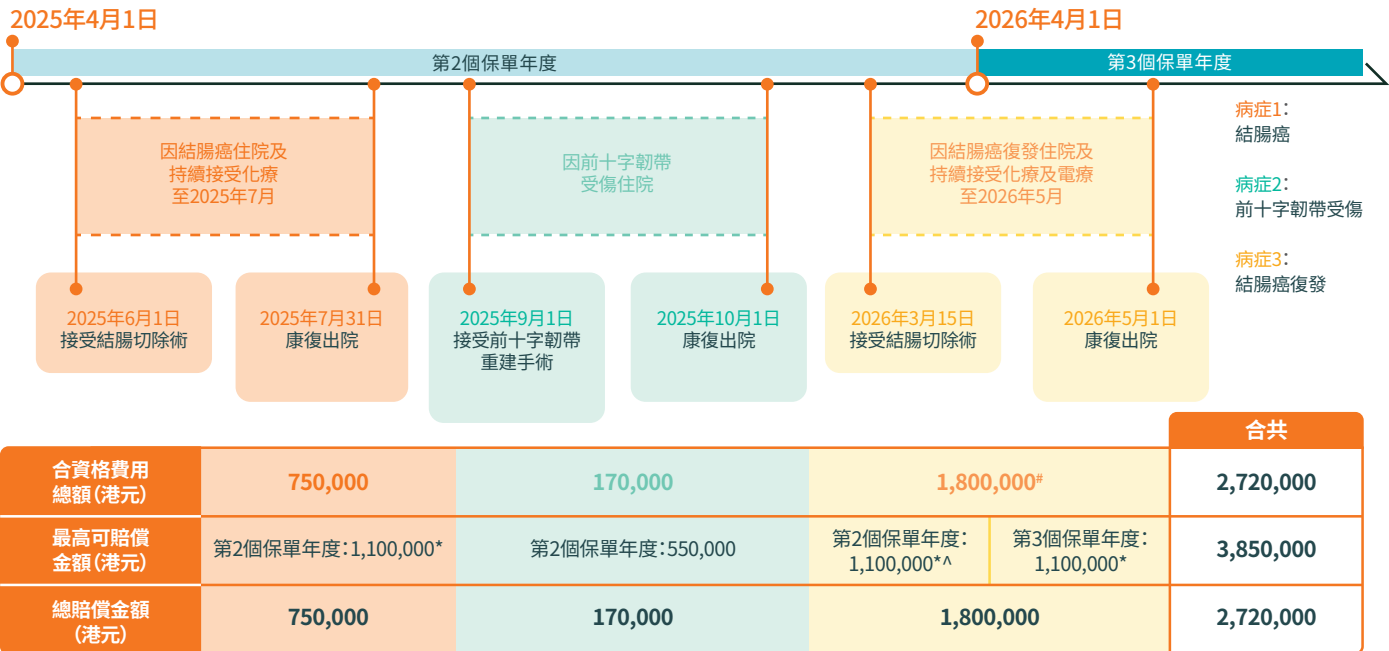 2025年4月1日
2026年4月1日
第2個保單年度
第3個保單年度
因結腸癌住院及
持續接受化療
至2025年7月
因前十字韌帶
受傷住院
因結腸癌復發住院及
持續接受化療及電療
至2026年5月
病症1：
結腸癌
病症2：
前十字韌帶受傷
病症3：
結腸癌復發
2025年6月1日
接受結腸切除術
2025年7月31日
康復出院
2025年9月1日
接受前十字韌帶
重建手術
2025年10月1日
康復出院
2026年3月15日
接受結腸切除術
2026年5月1日
康復出院
合共
合資格費用
總額（港元）
750,000
170,000
1,800,000#
2,720,000
最高可賠償
金額（港元）
第2個保單年度：1,100,000*
第2個保單年度：550,000
第2個保單年度：
1,100,000*^
第3個保單年度：
1,100,000*
3,850,000
總賠償金額
（港元）
750,000
170,000
1,800,000
2,720,000